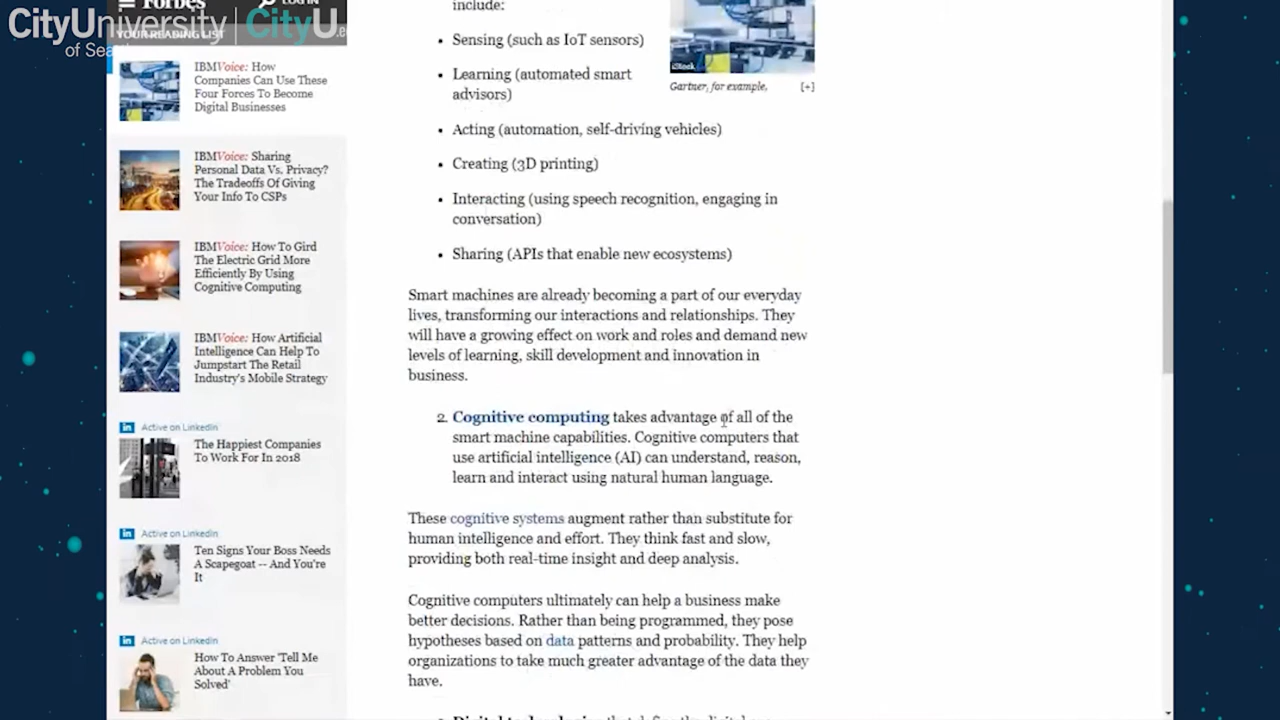 CityUniversity | CityU.
of Sea
Forbes
LOG IN
YOUR READING LIST
IBMVoice: How
Companies Can Use These
Four Forces To Become
Digital Businesses
IBMVoice: Sharing
Personal Data Vs. Privacy?
The Tradeoffs Of Giving
Your Info To CSPs
IBMVoice: How To Gird
The Electric Grid More
Efficiently By Using
Cognitive Computing
IBMVoice: How Artificial
Intelligence Can Help To
Jumpstart The Retail
Industry's Mobile Strategy
in Active on LinkedIn
The Happiest Companies
To Work For In 2018
in Active on LinkedIn
Ten Signs Your Boss Needs
A Scapegoat -- And You're
It
in Active on LinkedIn
How To Answer 'Tell Me
About A Problem You
Solved'
include:
• Sensing (such as IoT sensors)
• Learning (automated smart
advisors)
iStock
Gartner, for example. [+]
• Acting (automation, self-driving vehicles)
• Creating (3D printing)
• Interacting (using speech recognition, engaging in
conversation)
• Sharing (APIs that enable new ecosystems)
Smart machines are already becoming a part of our everyday
lives, transforming our interactions and relationships. They
will have a growing effect on work and roles and demand new
levels of learning, skill development and innovation in
business.
2. Cognitive computing takes advantage of all of the
smart machine capabilities. Cognitive computers that
use artificial intelligence (AI) can understand, reason,
learn and interact using natural human language.
These cognitive systems augment rather than substitute for
human intelligence and effort. They think fast and slow,
providing both real-time insight and deep analysis.
Cognitive computers ultimately can help a business make
better decisions. Rather than being programmed, they pose
hypotheses based on data patterns and probability. They help
organizations to take much greater advantage of the data they
have.